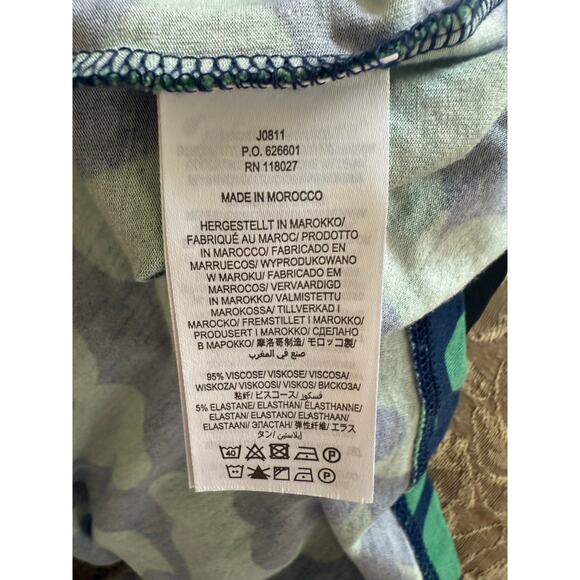 J0811
P.O. 626601
RN 118027
MADE IN MOROCCO
HERGESTELLT IN MAROKKO/
FABRIQUÉ AU MAROC/ PRODOTTO
IN MAROCCO/ FABRICADO EN
MARRUECOS/ WYPRODUKOWANO
W MAROKU/ FABRICADO EM
MARROCOS/ VERVAARDIGD
IN MAROKKO/ VALMISTETTU
MAROKOSSA/ TILLVERKAD I
MAROCKO/ FREMSTILLET I MAROKKO/
PRODUSERT I MAROKKO/ СДЕЛАНО
В МАРОККО/ 摩洛哥制造/ モロッコ製/
صنع في المغرب
95% VISCOSE/ VISKOSE/ VISCOSA/
WISKOZA/ VISKOOSI/ VISKOS/ ВИСКОЗА/
粘纤/ ビスコース/ فسكوز/
5% ELASTANE/ ELASTHAN/ ÉLASTHANNE/
ELASTAN/ ELASTANO/ ELASTHAAN/
ELASTAANI/ ЭЛАСТАН/ 弹性纤维/ エラス
タン/ إيلاستين/
40 P
P